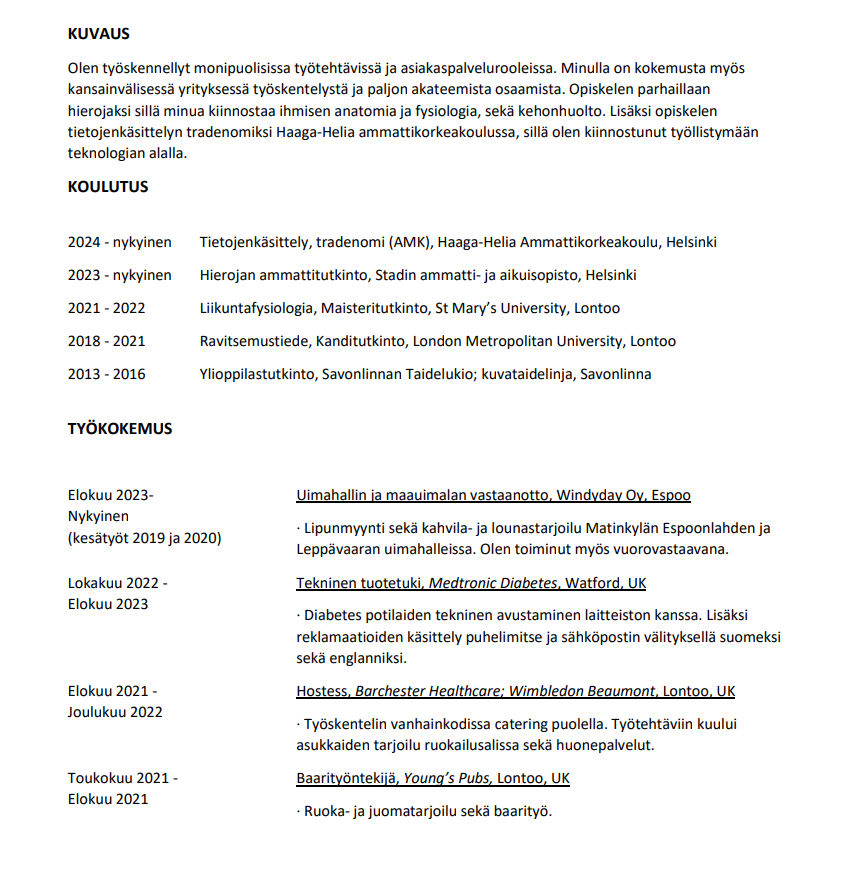 KUVAUS
Olen työskennellyt monipuolisissa työtehtävissä ja asiakaspalvelurooleissa. Minulla on kokemusta myös
kansainvälisessä yrityksessä työskentelystä ja paljon akateemista osaamista. Opiskelen parhaillaan
hierojaksi sillä minua kiinnostaa ihmisen anatomia ja fysiologia, sekä kehonhuolto. Lisäksi opiskelen
tietojenkäsittelyn tradenomiksi Haaga-Helia ammattikorkeakoulussa, sillä olen kiinnostunut työllistymään
teknologian alalla.
KOULUTUS
2024 - nykyinen Tietojenkäsittely, tradenomi (AMK), Haaga-Helia Ammattikorkeakoulu, Helsinki
2023 - nykyinen Hierojan ammattitutkinto, Stadin ammatti- ja aikuisopisto, Helsinki
2021 - 2022 Liikuntafysiologia, Maisteritutkinto, St Mary’s University, Lontoo
2018 - 2021 Ravitsemustiede, Kanditutkinto, London Metropolitan University, Lontoo
2013 - 2016 Ylioppilastutkinto, Savonlinnan Taidelukio; kuvataidelinja, Savonlinna
TYÖKOKEMUS
Elokuu 2023-
Nykyinen
(kesätyöt 2019 ja 2020)
Uimahallin ja maauimalan vastaanotto, Windyday Oy, Espoo
· Lipunmyynti sekä kahvila- ja lounastarjoilu Matinkylän Espoonlahden ja
Leppävaaran uimahalleissa. Olen toiminut myös vuorovastaavana.
Lokakuu 2022 -
Elokuu 2023
Tekninen tuotetuki, Medtronic Diabetes, Watford, UK
· Diabetes potilaiden tekninen avustaminen laitteiston kanssa. Lisäksi
reklamaatioiden käsittely puhelimitse ja sähköpostin välityksellä suomeksi
sekä englanniksi.
Elokuu 2021 -
Joulukuu 2022
Hostess, Barchester Healthcare; Wimbledon Beaumont, Lontoo, UK
· Työskentelin vanhainkodissa catering puolella. Työtehtäviin kuului
asukkaiden tarjoilu ruokailusalissa sekä huonepalvelut.
Toukokuu 2021 -
Elokuu 2021
Baarityöntekijä, Young’s Pubs, Lontoo, UK
· Ruoka- ja juomatarjoilu sekä baarityö.